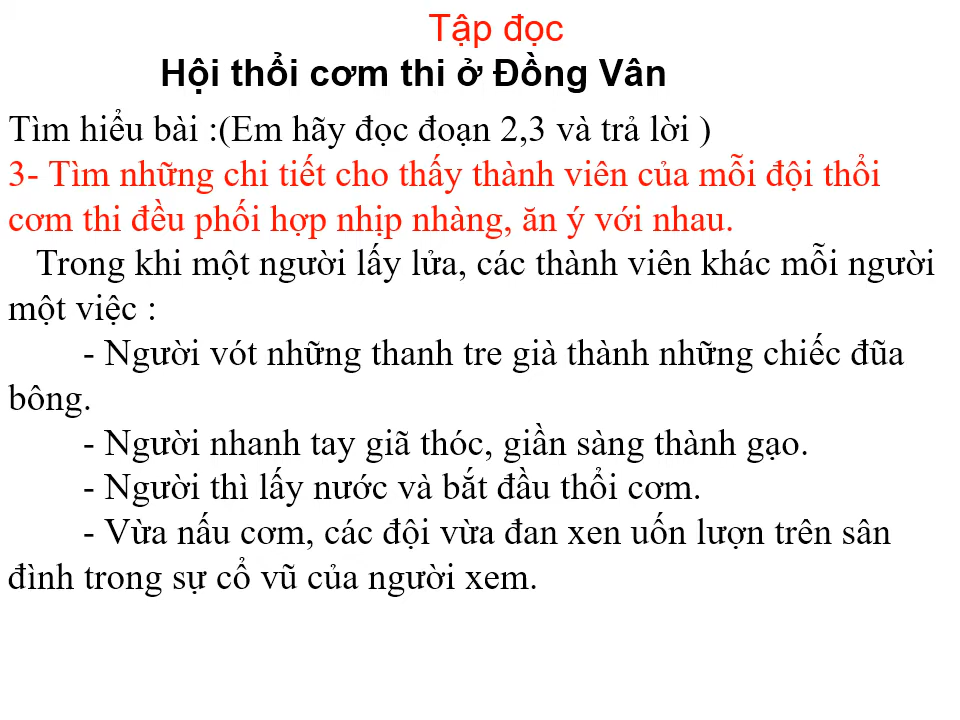 Tập đọc
Hội thổi cơm thi ở Đồng Vân
Tìm hiểu bài :(Em hãy đọc đoạn 2,3 và trả lời )
3- Tìm những chi tiết cho thấy thành viên của mỗi đội thổi
cơm thi đều phối hợp nhịp nhàng, ăn ý với nhau.
Trong khi một người lấy lửa, các thành viên khác mỗi người
một việc :
- Người vót những thanh tre già thành những chiếc đũa
bông.
- Người nhanh tay giã thóc, giần sàng thành gạo.
- Người thì lấy nước và bắt đầu thổi cơm.
- Vừa nấu cơm, các đội vừa đan xen uốn lượn trên sân
đình trong sự cổ vũ của người xem.